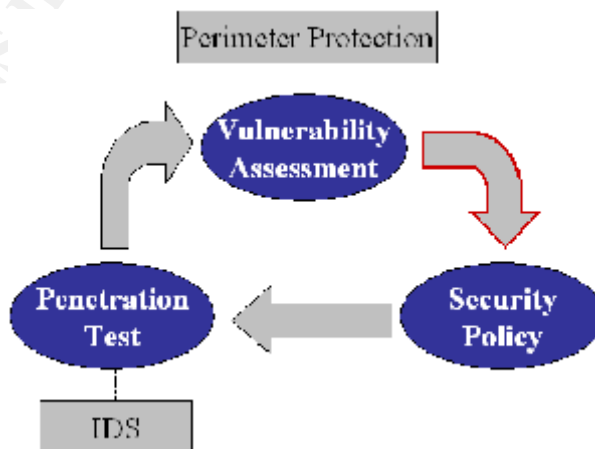 Perimeter Protection
Vulnerability
Assessment
Penetration
Test
Security
Policy
IDS